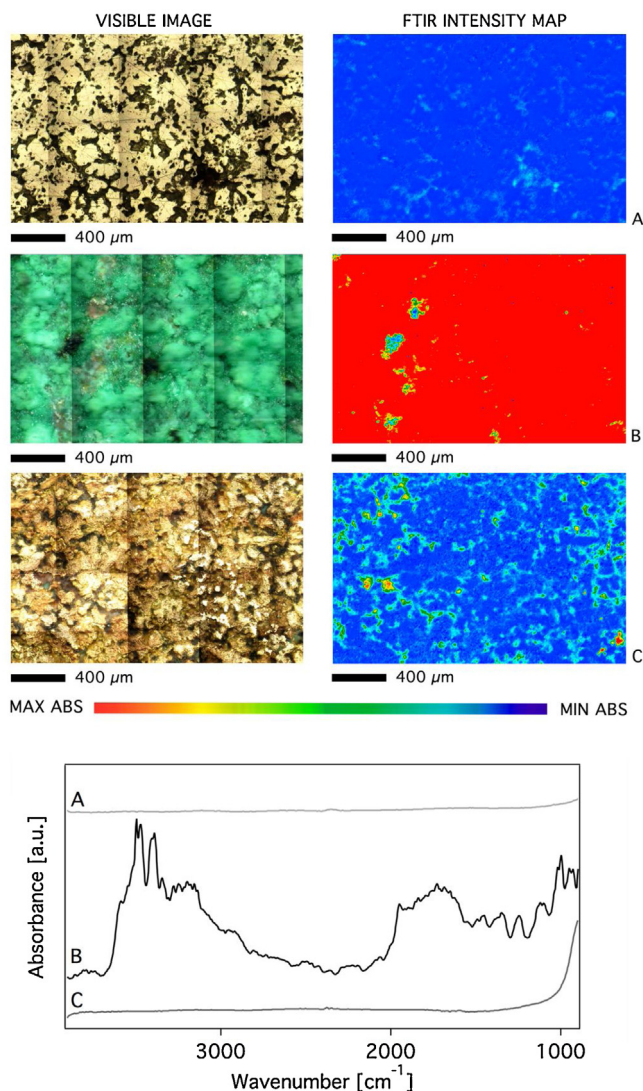 VISIBLE IMAGE FTIR INTENSITY MAP
A
400 µm 400 µm
B
400 µm 400 µm
C
400 µm 400 µm
MAX ABS MIN ABS
A
B
C
Absorbance [a.u.]
3000 2000 1000
Wavenumber [cm⁻¹]